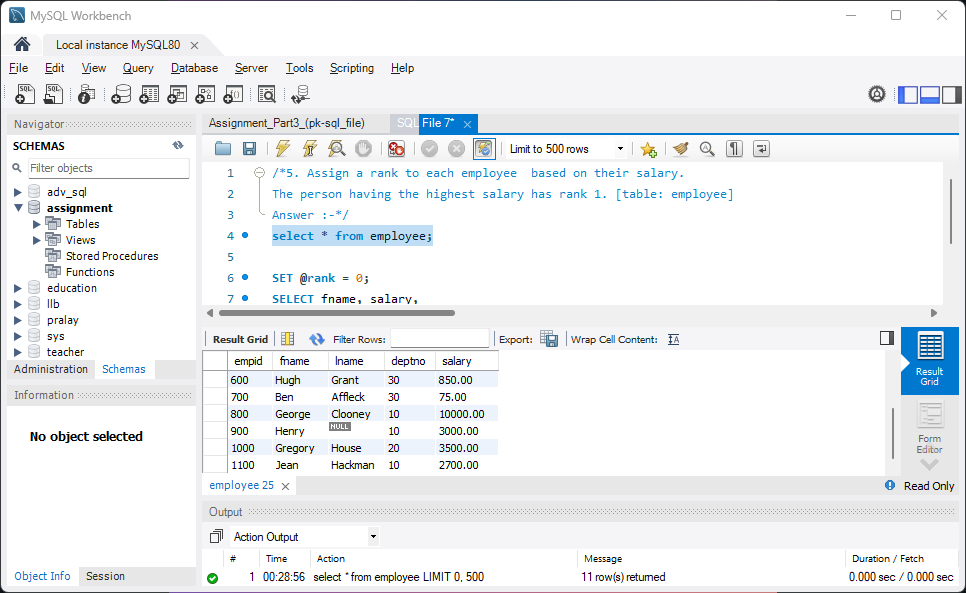 MySQL Workbench
Local instance MySQL80
File Edit View Query Database Server Tools Scripting Help
Navigator
SCHEMAS
Filter objects
adv_sql
assignment
Tables
Views
Stored Procedures
Functions
education
llb
pralay
sys
teacher
Administration Schemas
Information
No object selected
Object Info Session
Assignment_Part3_(pk-sql_file) SQL File 7*
Limit to 500 rows
1 /*5. Assign a rank to each employee  based on their salary.
2 The person having the highest salary has rank 1. [table: employee]
3 Answer :-*/
4 select * from employee;
5
6 SET @rank = 0;
7 SELECT fname, salary,
Result Grid Filter Rows: Export: Wrap Cell Content:
empid fname lname deptno salary
600 Hugh Grant 30 850.00
700 Ben Affleck 30 75.00
800 George Clooney 10 10000.00
900 Henry NULL 10 3000.00
1000 Gregory House 20 3500.00
1100 Jean Hackman 10 2700.00
Result
Grid
Form
Editor
employee 25 Read Only
Output
Action Output
# Time Action Message Duration / Fetch
1 00:28:56 select * from employee LIMIT 0, 500 11 row(s) returned 0.000 sec / 0.000 sec